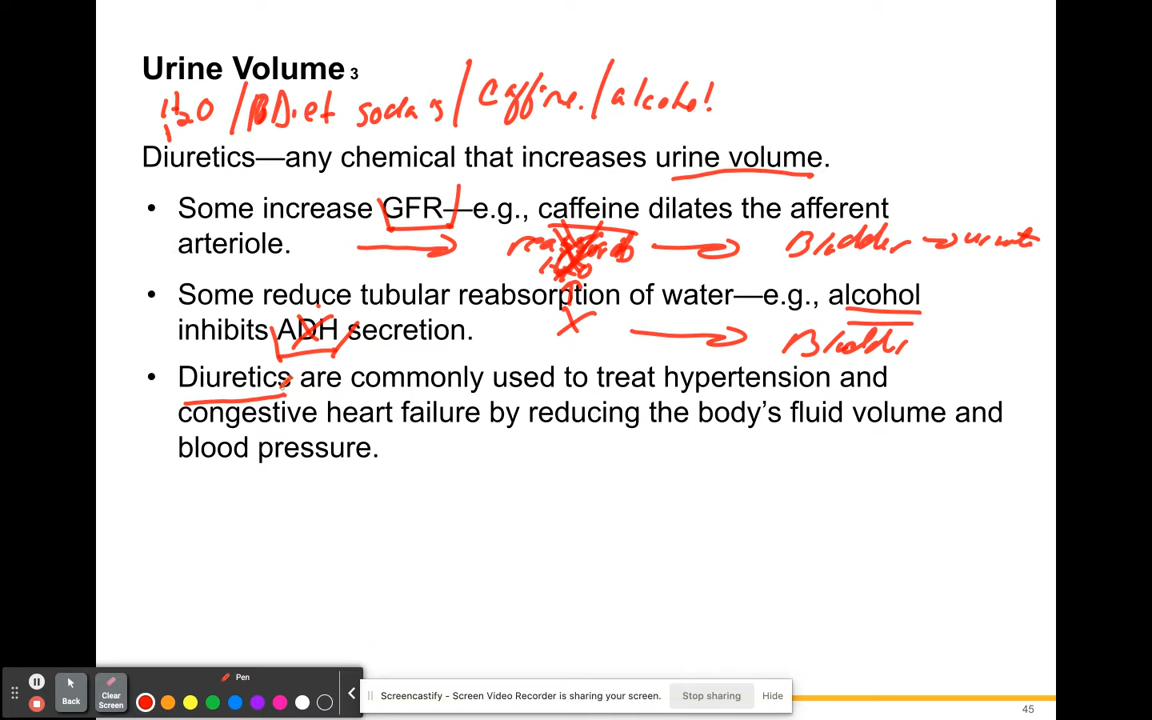 Urine Volume 3
H2O / Diet sodas / Caffine. / alcohol
Diuretics—any chemical that increases urine volume.
• Some increase GFR—e.g., caffeine dilates the afferent
arteriole.
Bladder
• Some reduce tubular reabsorption of water—e.g., alcohol
inhibits ADH secretion.
Bladder
• Diuretics are commonly used to treat hypertension and
congestive heart failure by reducing the body’s fluid volume and
blood pressure.
Pen
Back
Clear
Screen
Screencastify - Screen Video Recorder is sharing your screen.
Stop sharing
Hide
45